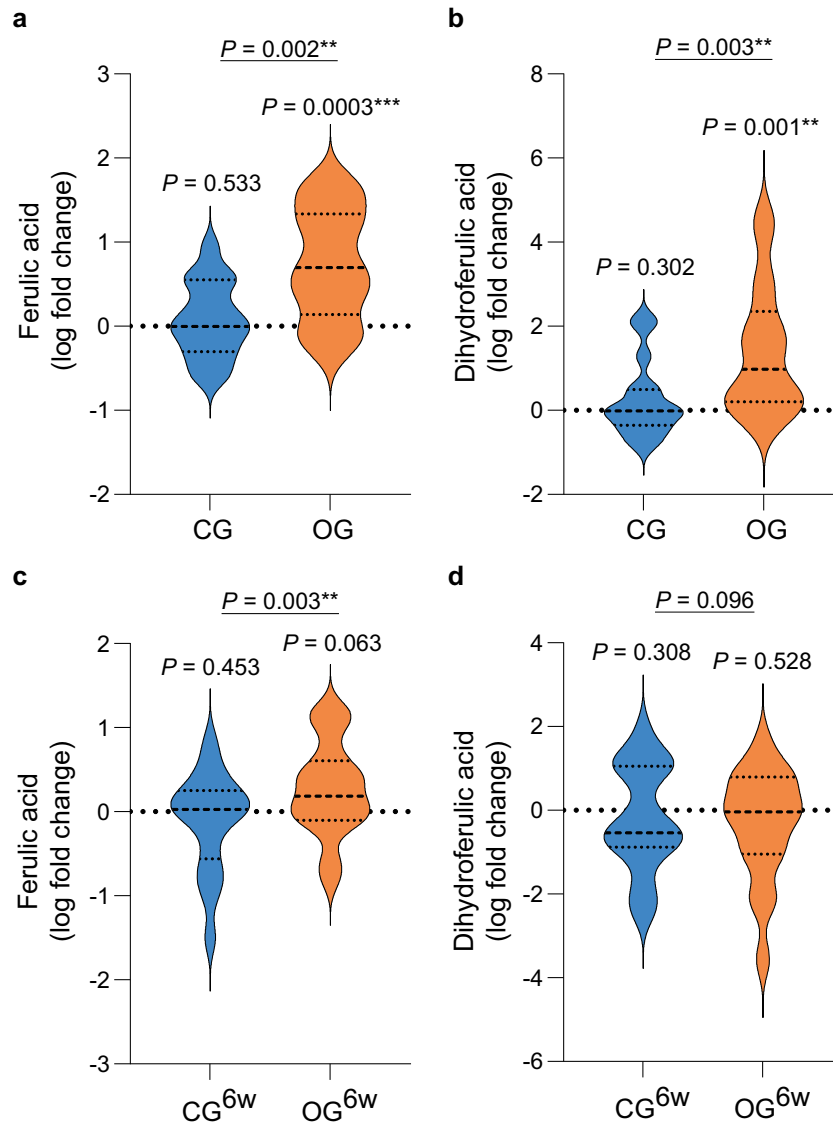 a
P = 0.002**
3
P = 0.0003***
2
P = 0.533
1
0
-1
-2
Ferulic acid
(log fold change)
CG OG
b
P = 0.003**
8
P = 0.001**
6
4
P = 0.302
2
0
-2
Dihydroferulic acid
(log fold change)
CG OG
c
P = 0.003**
2
P = 0.453
P = 0.063
1
0
-1
-2
-3
Ferulic acid
(log fold change)
CG6w OG6w
d
P = 0.096
4
P = 0.308
P = 0.528
2
0
-2
-4
-6
Dihydroferulic acid
(log fold change)
CG6w OG6w